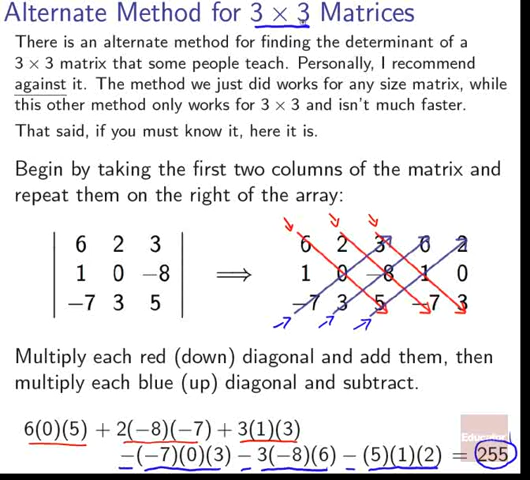 Alternate Method for 3 × 3 Matrices
There is an alternate method for finding the determinant of a
3 × 3 matrix that some people teach. Personally, I recommend
against it. The method we just did works for any size matrix, while
this other method only works for 3 × 3 and isn't much faster.
That said, if you must know it, here it is.
Begin by taking the first two columns of the matrix and
repeat them on the right of the array:
6 2 3 6 2 3 6 2
1 0 −8 ⟹ 1 0 −8 1 0
−7 3 5 −7 3 5 −7 3
Multiply each red (down) diagonal and add them, then
multiply each blue (up) diagonal and subtract.
6(0)(5) + 2(−8)(−7) + 3(1)(3)
−(−7)(0)(3) − 3(−8)(6) − (5)(1)(2) = 255